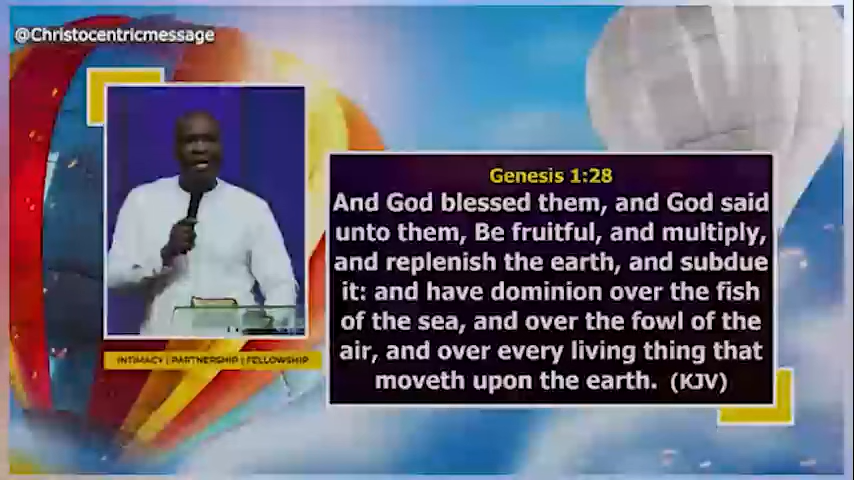 @Christocentricmessage
INTIMACY | PARTNERSHIP | FELLOWSHIP
Genesis 1:28
And God blessed them, and God said
unto them, Be fruitful, and multiply,
and replenish the earth, and subdue
it: and have dominion over the fish
of the sea, and over the fowl of the
air, and over every living thing that
moveth upon the earth. (KJV)